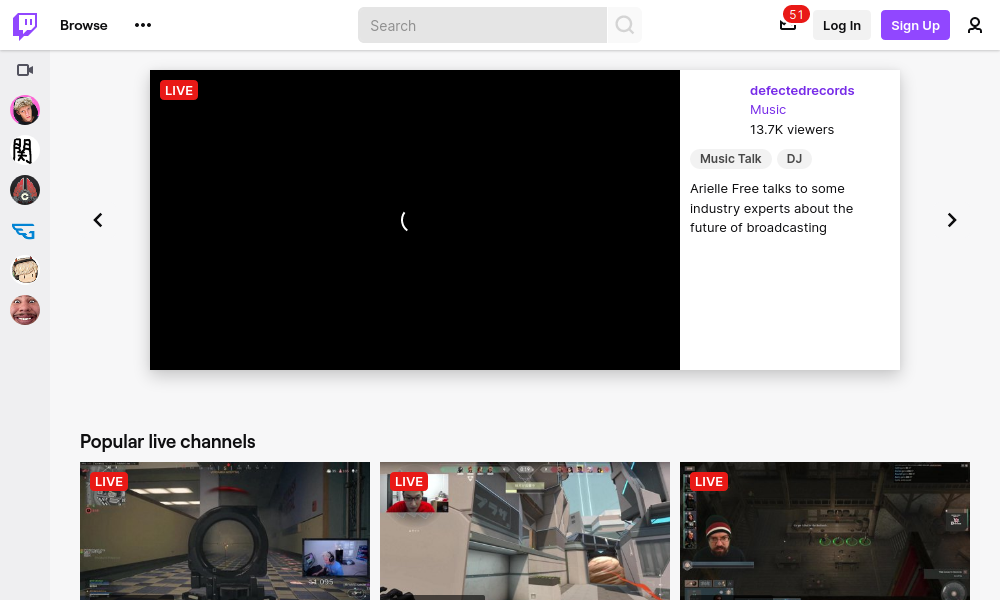 Browse
Search
51
Log In
Sign Up
LIVE
defectedrecords
Music
13.7K viewers
Music Talk
DJ
Arielle Free talks to some
industry experts about the
future of broadcasting
関
Popular live channels
LIVE
LIVE
LIVE